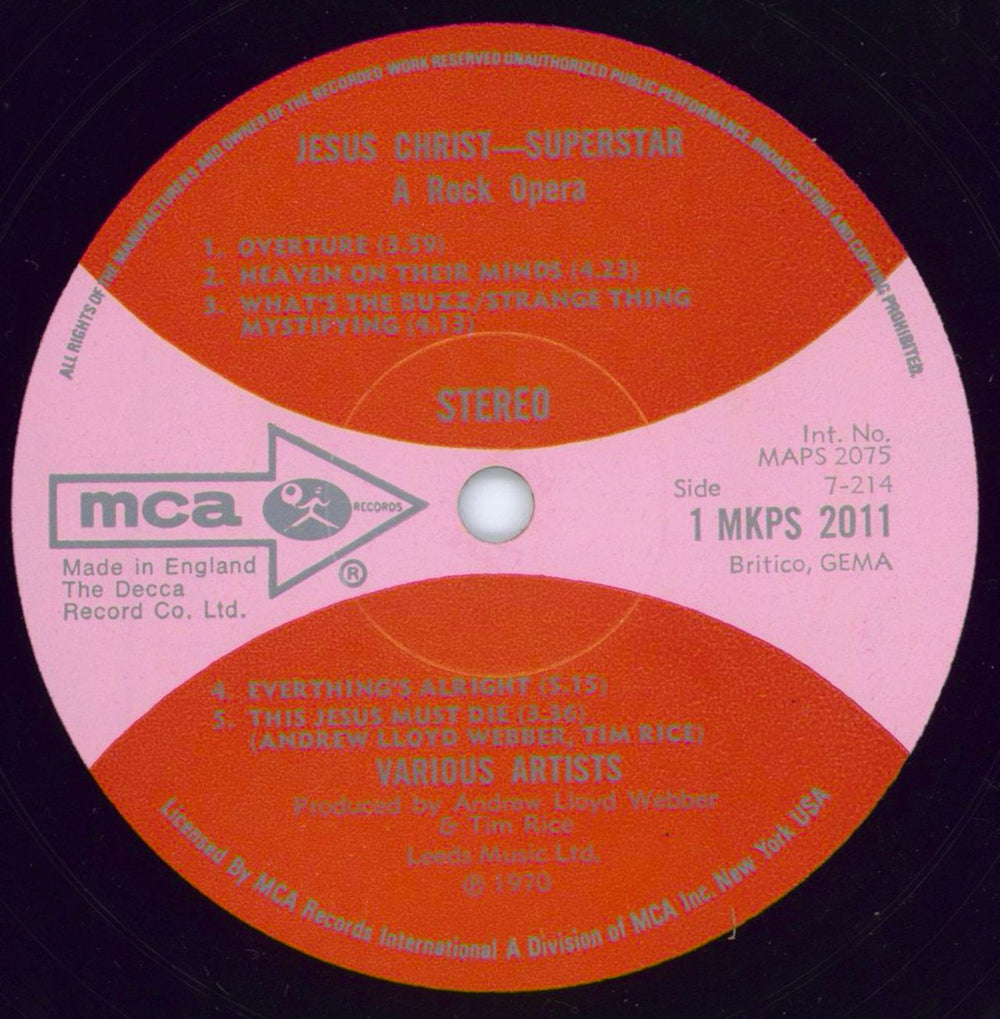 ALL RIGHTS OF THE MANUFACTURERS AND OWNER OF THE RECORDED WORK RESERVED UNAUTHORIZED PUBLIC PERFORMANCE BROADCASTING AND COPYING PROHIBITED.
JESUS CHRIST—SUPERSTAR
A Rock Opera
1. OVERTURE (3.59)
2. HEAVEN ON THEIR MINDS (4.23)
3. WHAT'S THE BUZZ/STRANGE THING
MYSTIFYING (4.13)
STEREO
mca RECORDS
®
Made in England
The Decca
Record Co. Ltd.
Int. No.
MAPS 2075
Side 7-214
1 MKPS 2011
Britico, GEMA
4. EVERYTHING'S ALRIGHT (5.15)
5. THIS JESUS MUST DIE (3.36)
(ANDREW LLOYD WEBBER, TIM RICE)
VARIOUS ARTISTS
Produced by Andrew Lloyd Webber
& Tim Rice
Leeds Music Ltd.
℗ 1970
Licensed By MCA Records International A Division of MCA Inc. New York USA